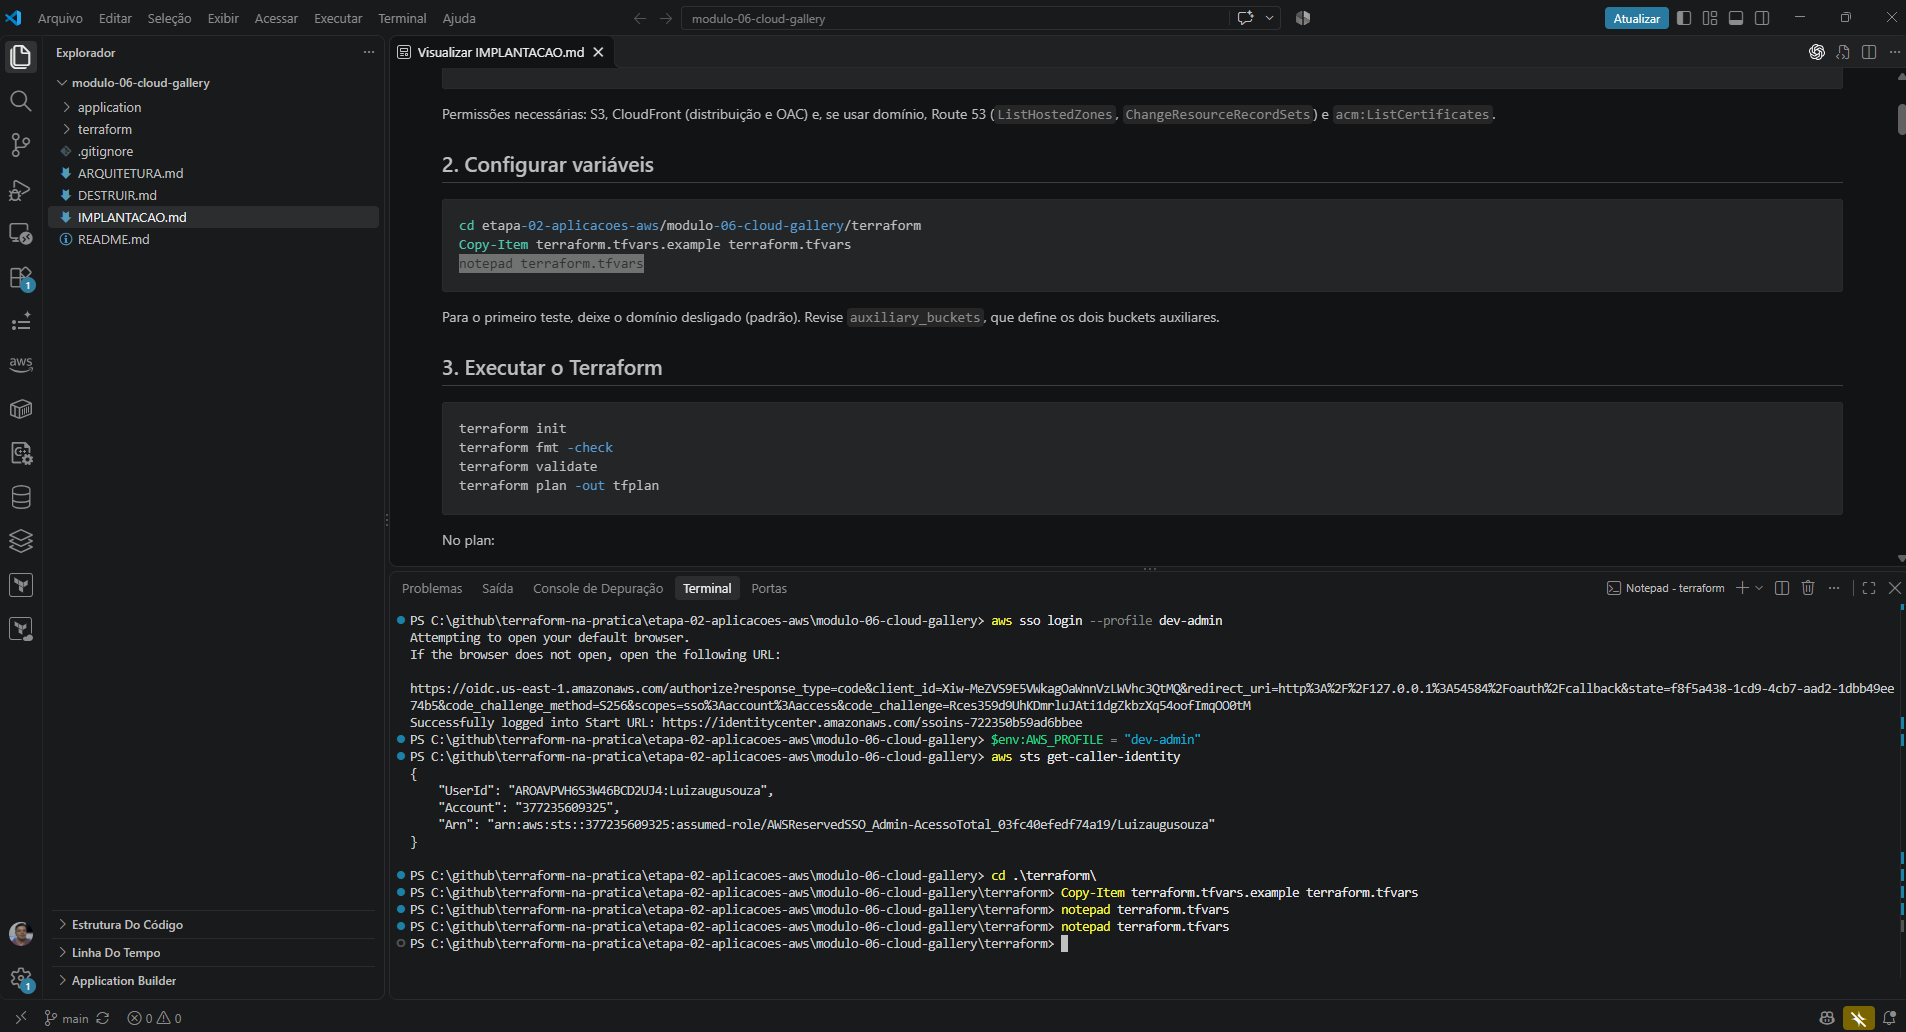 Arquivo Editar Seleção Exibir Acessar Executar Terminal Ajuda
modulo-06-cloud-gallery
Atualizar
Explorador
modulo-06-cloud-gallery
application
terraform
.gitignore
ARQUITETURA.md
DESTRUIR.md
IMPLANTACAO.md
README.md
1
aws
Estrutura Do Código
Linha Do Tempo
Application Builder
1
Visualizar IMPLANTACAO.md
Permissões necessárias: S3, CloudFront (distribuição e OAC) e, se usar domínio, Route 53 (ListHostedZones, ChangeResourceRecordSets) e acm:ListCertificates.
2. Configurar variáveis
cd etapa-02-aplicacoes-aws/modulo-06-cloud-gallery/terraform
Copy-Item terraform.tfvars.example terraform.tfvars
notepad terraform.tfvars
Para o primeiro teste, deixe o domínio desligado (padrão). Revise auxiliary_buckets, que define os dois buckets auxiliares.
3. Executar o Terraform
terraform init
terraform fmt -check
terraform validate
terraform plan -out tfplan
No plan:
Problemas Saída Console de Depuração Terminal Portas
Notepad - terraform
PS C:\github\terraform-na-pratica\etapa-02-aplicacoes-aws\modulo-06-cloud-gallery> aws sso login --profile dev-admin
Attempting to open your default browser.
If the browser does not open, open the following URL:
https://oidc.us-east-1.amazonaws.com/authorize?response_type=code&client_id=Xiw-MeZVS9E5VWkagOaWnnVzLWVhc3QtMQ&redirect_uri=http%3A%2F%2F127.0.0.1%3A54584%2Foauth%2Fcallback&state=f8f5a438-1cd9-4cb7-aad2-1dbb49ee
74b5&code_challenge_method=S256&scopes=sso%3Aaccount%3Aaccess&code_challenge=Rces359d9UhKDmrluJAti1dgZkbzXq54oofImqOO0tM
Successfully logged into Start URL: https://identitycenter.amazonaws.com/ssoins-722350b59ad6bbee
PS C:\github\terraform-na-pratica\etapa-02-aplicacoes-aws\modulo-06-cloud-gallery> $env:AWS_PROFILE = "dev-admin"
PS C:\github\terraform-na-pratica\etapa-02-aplicacoes-aws\modulo-06-cloud-gallery> aws sts get-caller-identity
{
"UserId": "AROAVPVH6S3W46BCD2UJ4:Luizaugusouza",
"Account": "377235609325",
"Arn": "arn:aws:sts::377235609325:assumed-role/AWSReservedSSO_Admin-AcessoTotal_03fc40efedf74a19/Luizaugusouza"
}
PS C:\github\terraform-na-pratica\etapa-02-aplicacoes-aws\modulo-06-cloud-gallery> cd .\terraform\
PS C:\github\terraform-na-pratica\etapa-02-aplicacoes-aws\modulo-06-cloud-gallery\terraform> Copy-Item terraform.tfvars.example terraform.tfvars
PS C:\github\terraform-na-pratica\etapa-02-aplicacoes-aws\modulo-06-cloud-gallery\terraform> notepad terraform.tfvars
PS C:\github\terraform-na-pratica\etapa-02-aplicacoes-aws\modulo-06-cloud-gallery\terraform> notepad terraform.tfvars
PS C:\github\terraform-na-pratica\etapa-02-aplicacoes-aws\modulo-06-cloud-gallery\terraform>
main 0 0